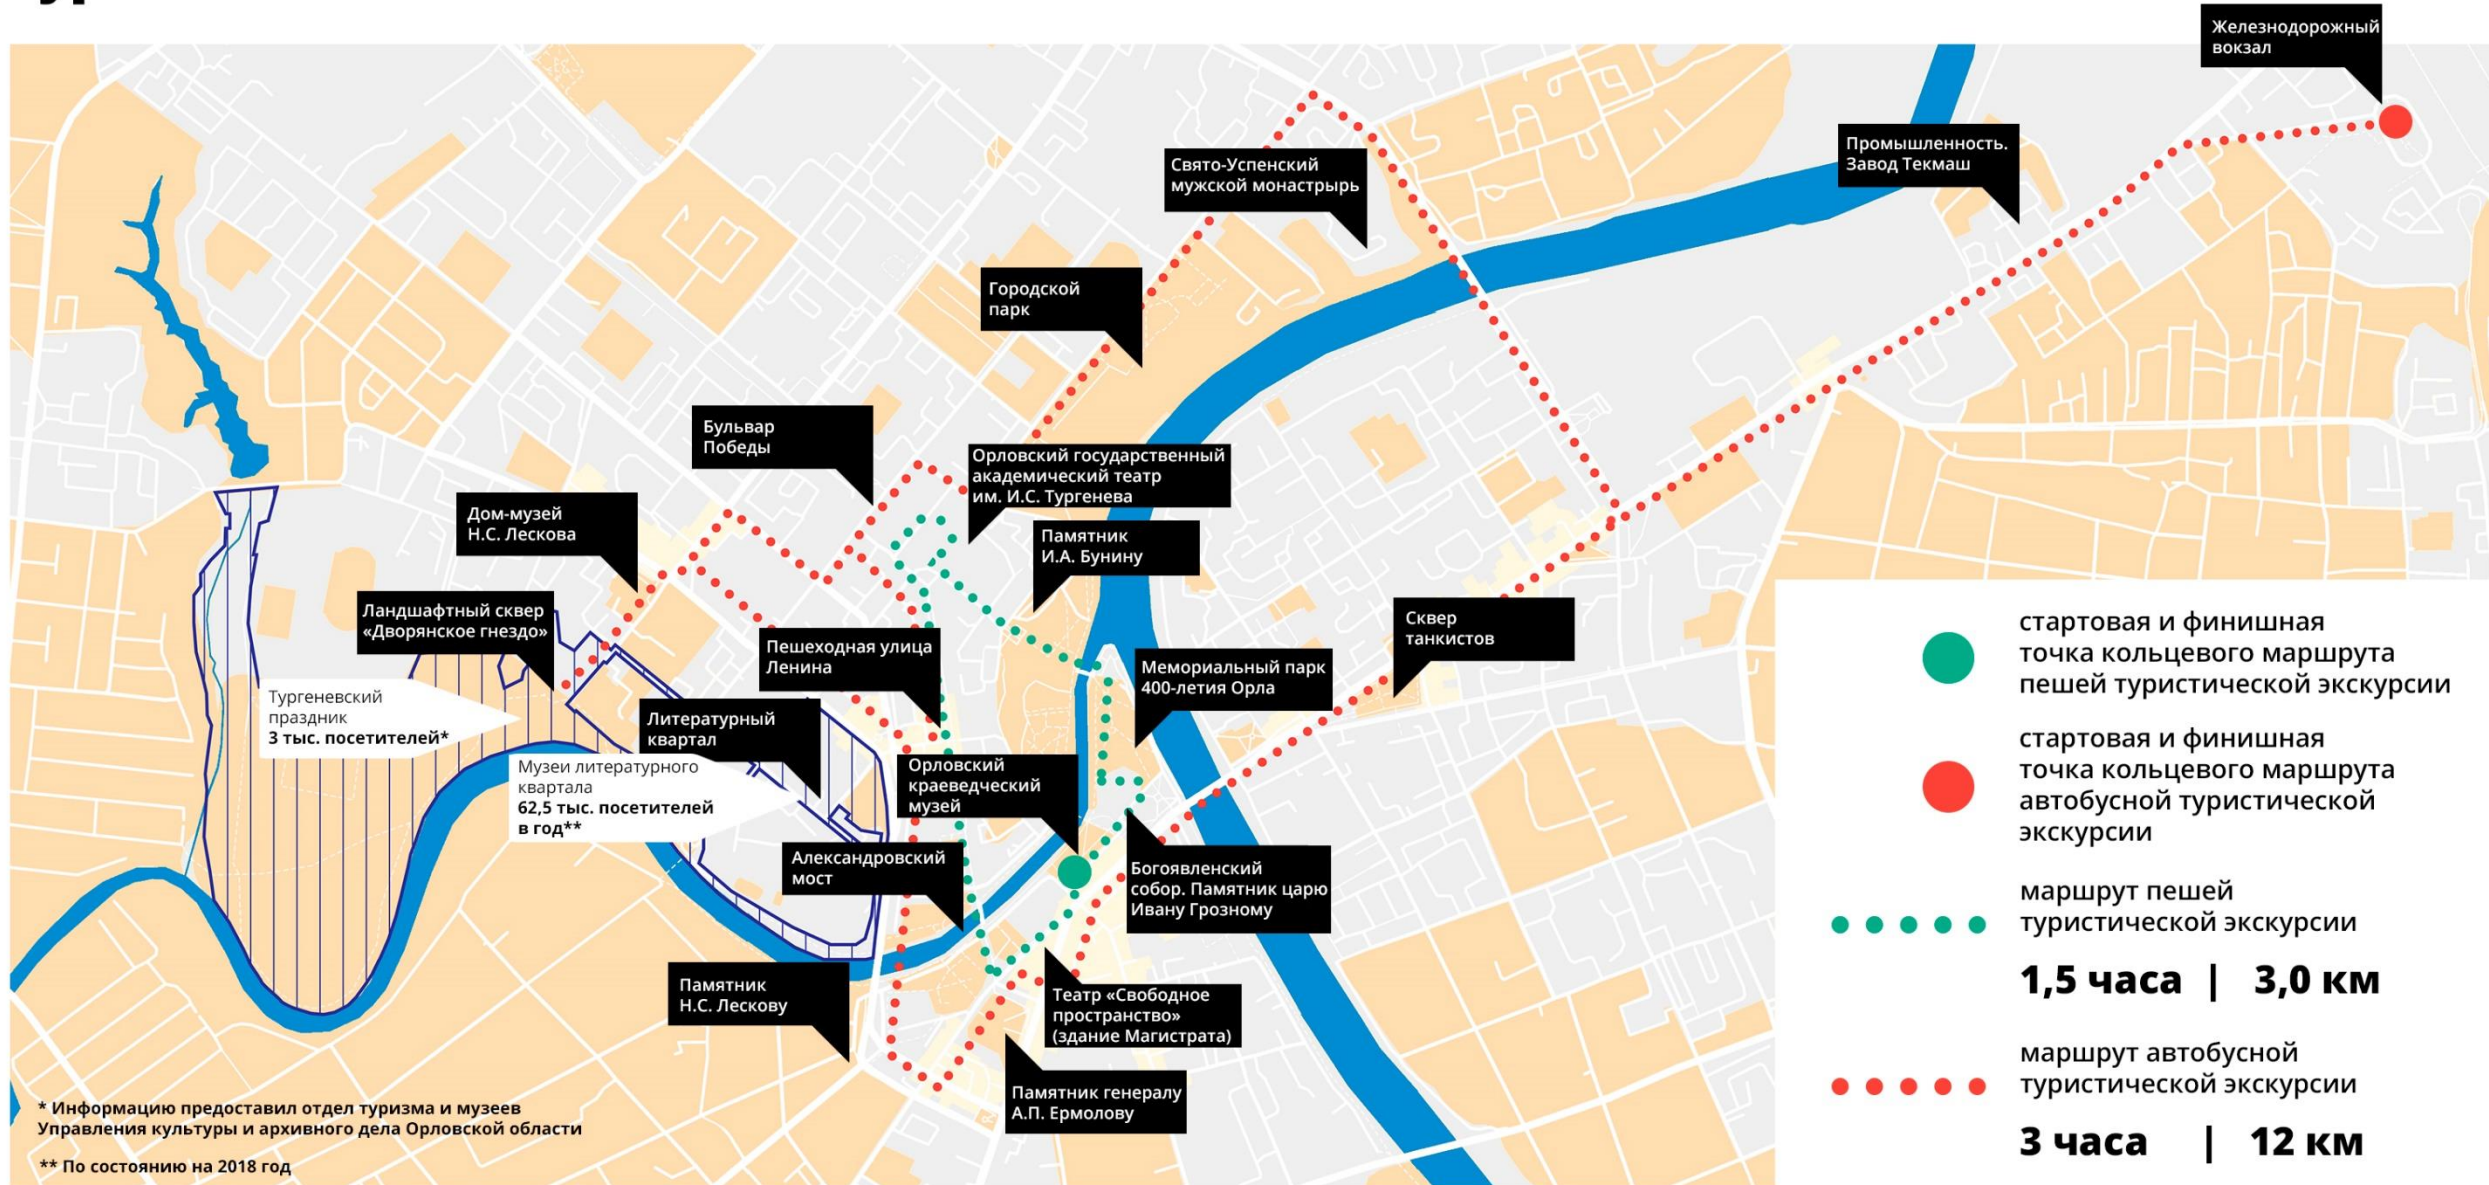 Железнодорожный
вокзал
Промышленность.
Завод Текмаш
Свято-Успенский
мужской монастырь
Городской
парк
Бульвар
Победы
Орловский государственный
академический театр
им. И.С. Тургенева
Дом-музей
Н.С. Лескова
Памятник
И.А. Бунину
Ландшафтный сквер
«Дворянское гнездо»
Сквер
танкистов
Пешеходная улица
Ленина
Мемориальный парк
400-летия Орла
Тургеневский
праздник
3 тыс. посетителей*
Литературный
квартал
Музеи литературного
квартала
62,5 тыс. посетителей
в год**
Орловский
краеведческий
музей
Александровский
мост
Богоявленский
собор. Памятник царю
Ивану Грозному
Памятник
Н.С. Лескову
Театр «Свободное
пространство»
(здание Магистрата)
Памятник генералу
А.П. Ермолову
стартовая и финишная
точка кольцевого маршрута
пешей туристической экскурсии
стартовая и финишная
точка кольцевого маршрута
автобусной туристической
экскурсии
маршрут пешей
туристической экскурсии
1,5 часа | 3,0 км
маршрут автобусной
туристической экскурсии
3 часа | 12 км
* Информацию предоставил отдел туризма и музеев
Управления культуры и архивного дела Орловской области
** По состоянию на 2018 год